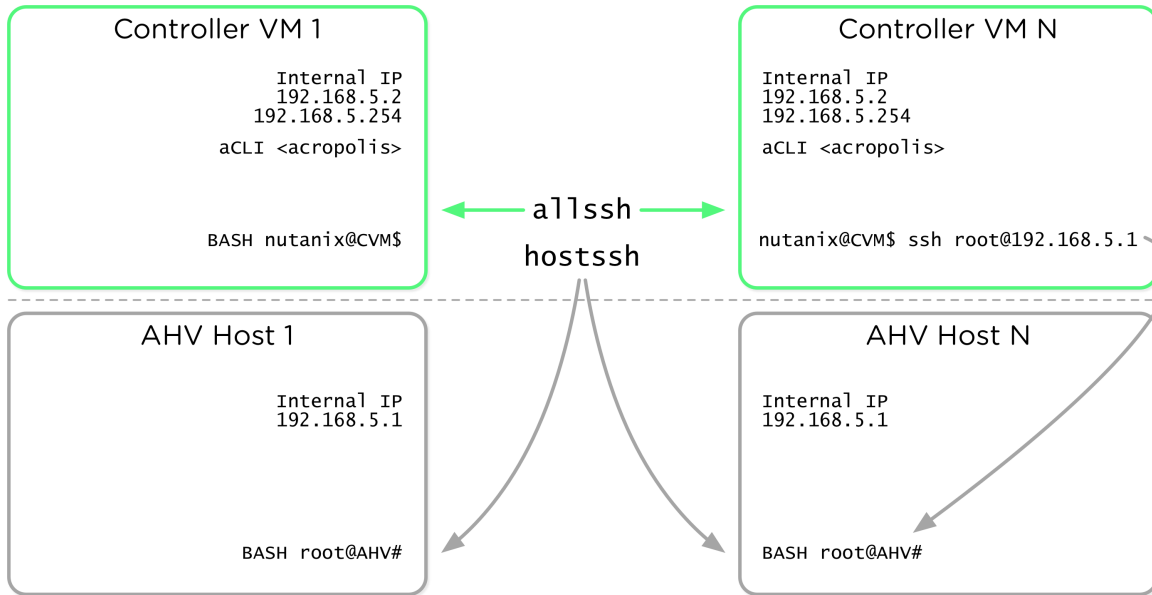 Controller VM 1
Internal IP
192.168.5.2
192.168.5.254
aCLI <acropolis>
BASH nutanix@CVM$
Controller VM N
Internal IP
192.168.5.2
192.168.5.254
aCLI <acropolis>
nutanix@CVM$ ssh root@192.168.5.1
allssh
hostssh
AHV Host 1
Internal IP
192.168.5.1
BASH root@AHV#
AHV Host N
Internal IP
192.168.5.1
BASH root@AHV#